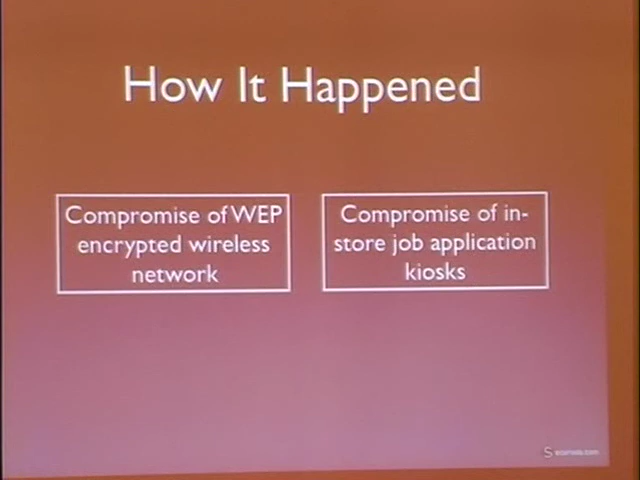 How It Happened
Compromise of WEP
encrypted wireless
network
Compromise of in-
store job application
kiosks